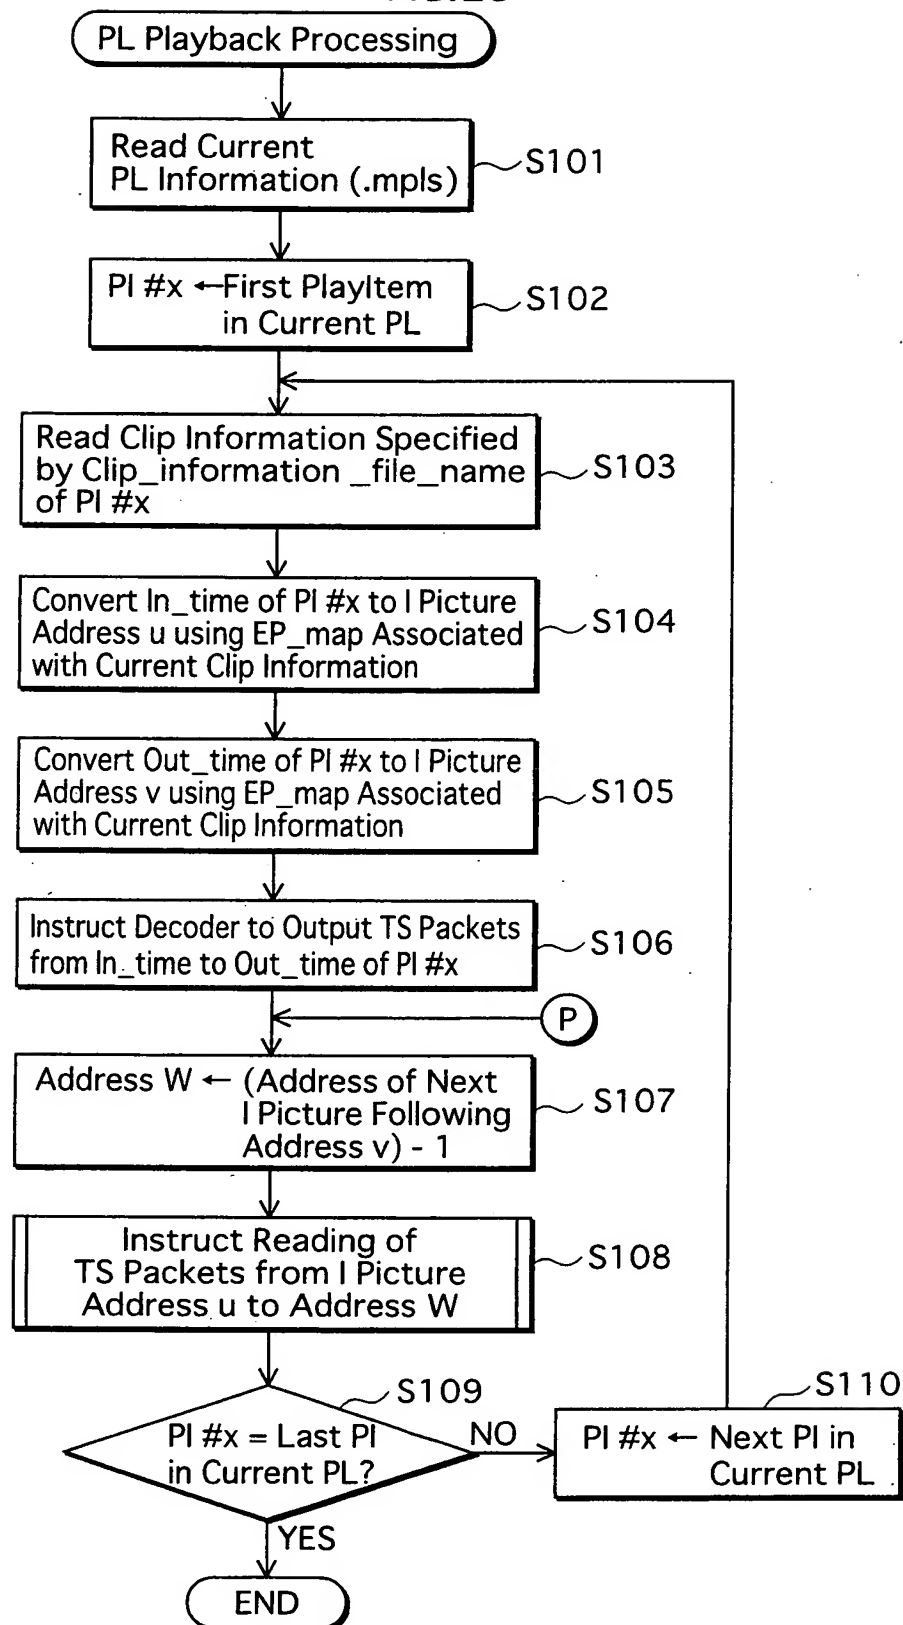 PL Playback Processing
Read Current
PL Information (.mpls)
S101
PI #x ←First PlayItem
in Current PL
S102
Read Clip Information Specified
by Clip_information _file_name
of PI #x
S103
Convert In_time of PI #x to I Picture
Address u using EP_map Associated
with Current Clip Information
S104
Convert Out_time of PI #x to I Picture
Address v using EP_map Associated
with Current Clip Information
S105
Instruct Decoder to Output TS Packets
from In_time to Out_time of PI #x
S106
P
Address W ← (Address of Next
I Picture Following
Address v) - 1
S107
Instruct Reading of
TS Packets from I Picture
Address u to Address W
S108
S109
PI #x = Last PI
in Current PL?
NO
S110
PI #x ← Next PI in
Current PL
YES
END